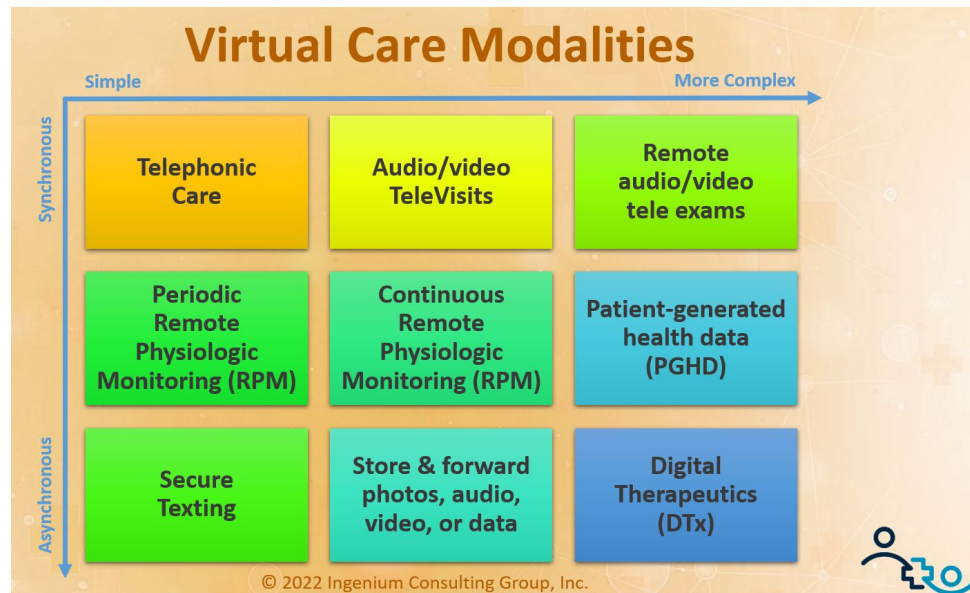 Virtual Care Modalities
Simple
More Complex
Synchronous
Asynchronous
Telephonic
Care
Audio/video
TeleVisits
Remote
audio/video
tele exams
Periodic
Remote
Physiologic
Monitoring (RPM)
Continuous
Remote
Physiologic
Monitoring (RPM)
Patient-generated
health data
(PGHD)
Secure
Texting
Store & forward
photos, audio,
video, or data
Digital
Therapeutics
(DTx)
© 2022 Ingenium Consulting Group, Inc.